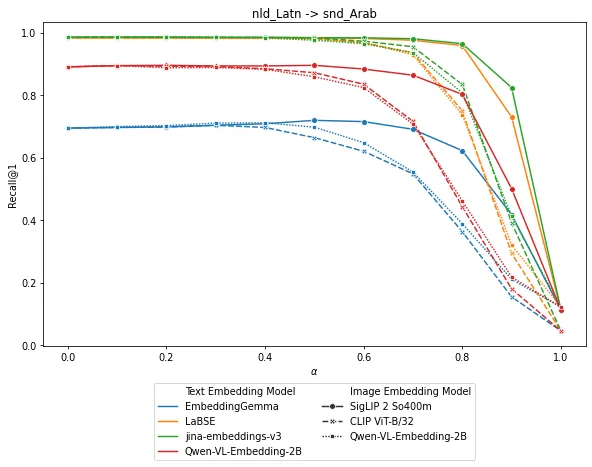 nld_Latn -> snd_Arab
1.0
0.8
0.6
0.4
0.2
0.0
Recall@1
0.0 0.2 0.4 0.6 0.8 1.0
α
Text Embedding Model
EmbeddingGemma
LaBSE
jina-embeddings-v3
Qwen-VL-Embedding-2B
Image Embedding Model
SigLIP 2 So400m
CLIP ViT-B/32
Qwen-VL-Embedding-2B